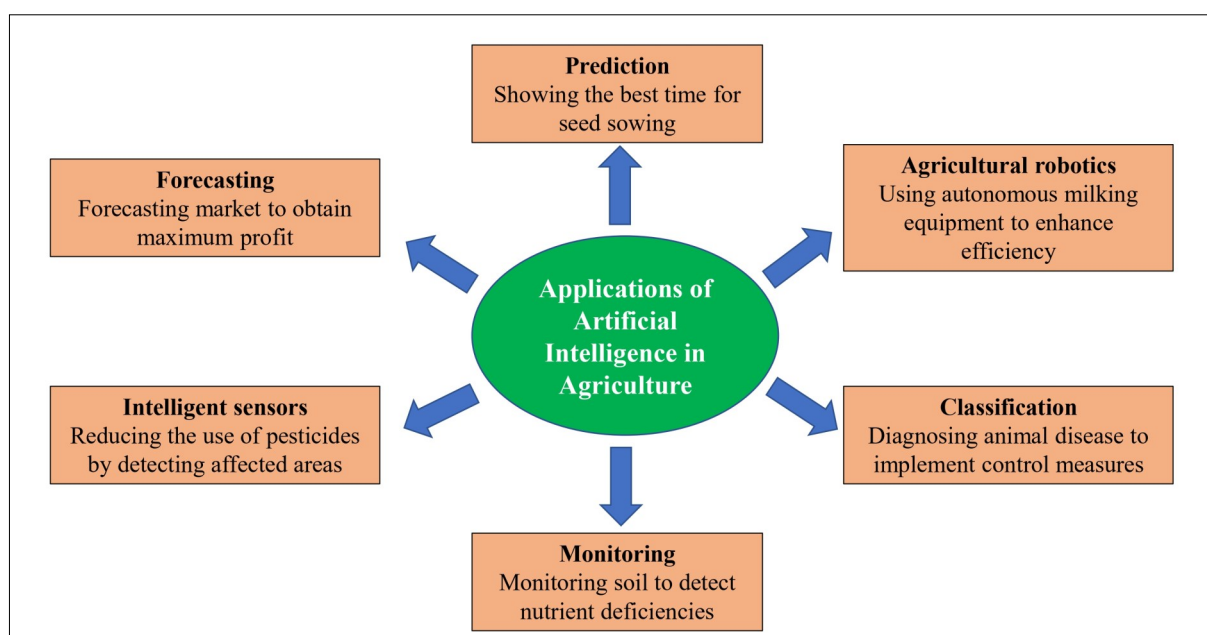 Prediction
Showing the best time for
seed sowing
Agricultural robotics
Using autonomous milking
equipment to enhance
efficiency
Forecasting
Forecasting market to obtain
maximum profit
Applications of
Artificial
Intelligence in
Agriculture
Intelligent sensors
Reducing the use of pesticides
by detecting affected areas
Classification
Diagnosing animal disease to
implement control measures
Monitoring
Monitoring soil to detect
nutrient deficiencies